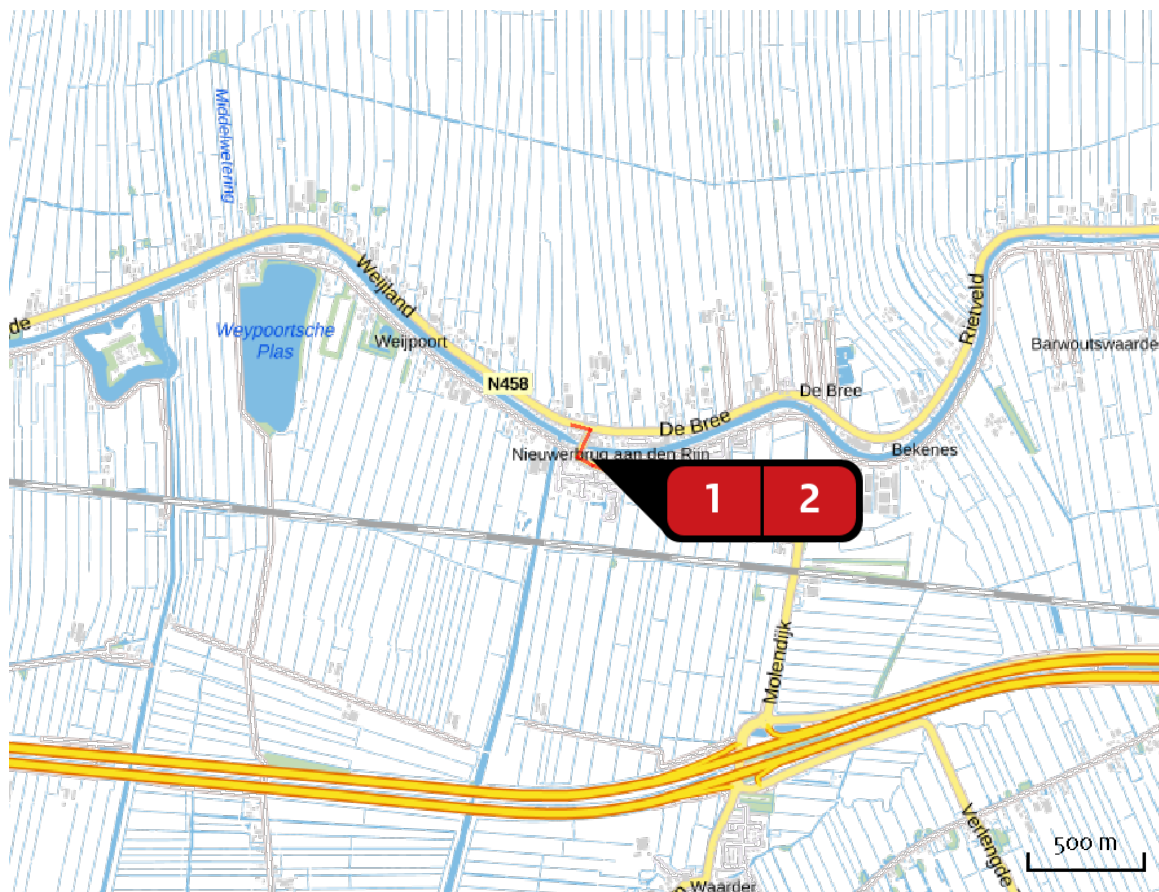 Middelwetering
Weijland
de
Weypoortsche
Plas
Weijpoort
Rietveld
Barwoutswaarde
N458
De Bree
De Bree
Nieuwerbrug aan den Rijn
Bekenes
1
2
Molendijk
Verlengde
500 m
Waarder